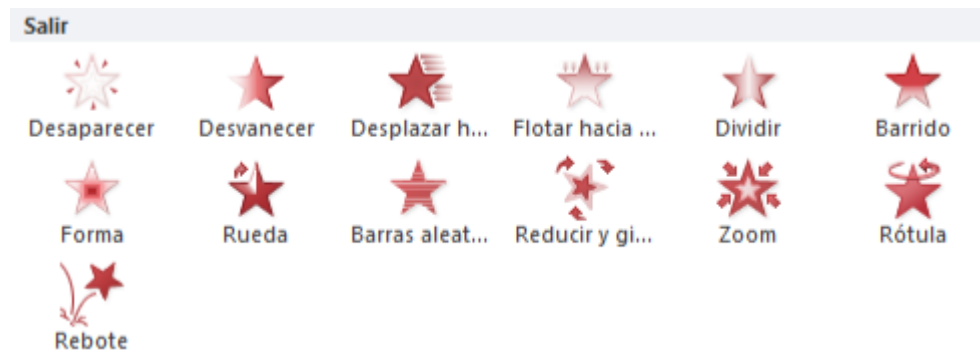 Salir
Desaparecer Desvanecer Desplazar h... Flotar hacia ... Dividir Barrido
Forma Rueda Barras aleat... Reducir y gi... Zoom Rótula
Rebote